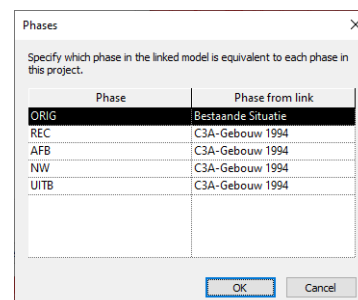 Phases
Specify which phase in the linked model is equivalent to each phase in
this project.
Phase Phase from link
ORIG Bestaande Situatie
REC C3A-Gebouw 1994
AFB C3A-Gebouw 1994
NW C3A-Gebouw 1994
UITB C3A-Gebouw 1994
OK Cancel